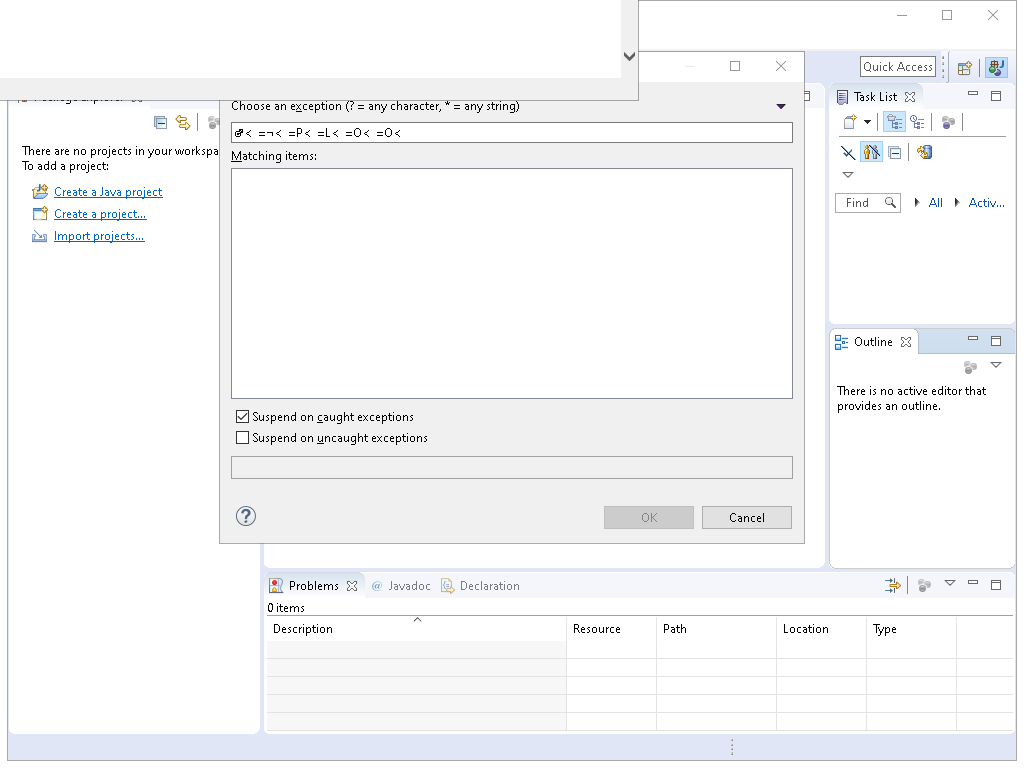 Quick Access
Choose an exception (? = any character, * = any string)
Matching items:
There are no projects in your workspa
To add a project:
Create a Java project
Create a project...
Import projects...
Task List
Find
All
Activ...
Outline
There is no active editor that
provides an outline.
Suspend on caught exceptions
Suspend on uncaught exceptions
OK
Cancel
Problems
@ Javadoc
Declaration
0 items
Description
Resource
Path
Location
Type